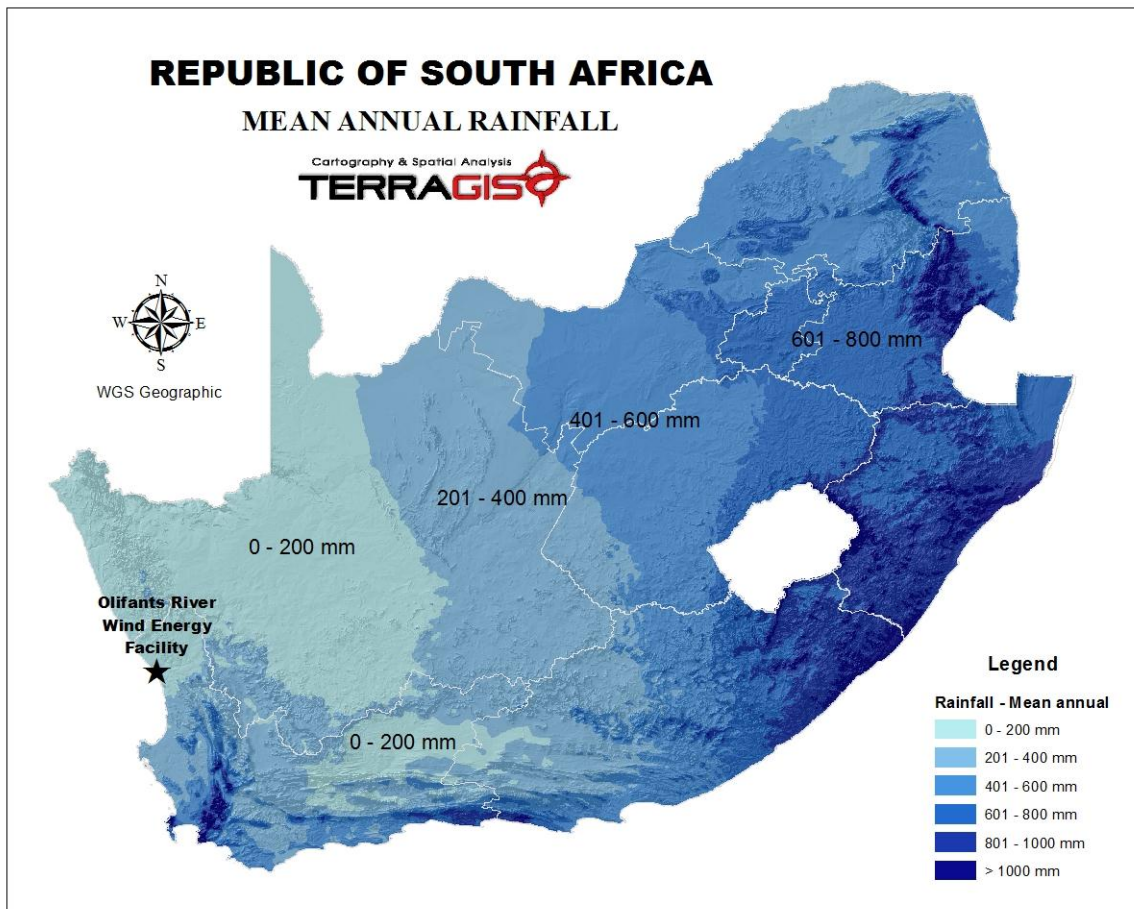 REPUBLIC OF SOUTH AFRICA
MEAN ANNUAL RAINFALL
Cartography & Spatial Analysis
TERRAGIS
N
W E
S
WGS Geographic
601 - 800 mm
401 - 600 mm
201 - 400 mm
0 - 200 mm
Olifants River
Wind Energy
Facility
0 - 200 mm
Legend
Rainfall - Mean annual
0 - 200 mm
201 - 400 mm
401 - 600 mm
601 - 800 mm
801 - 1000 mm
> 1000 mm